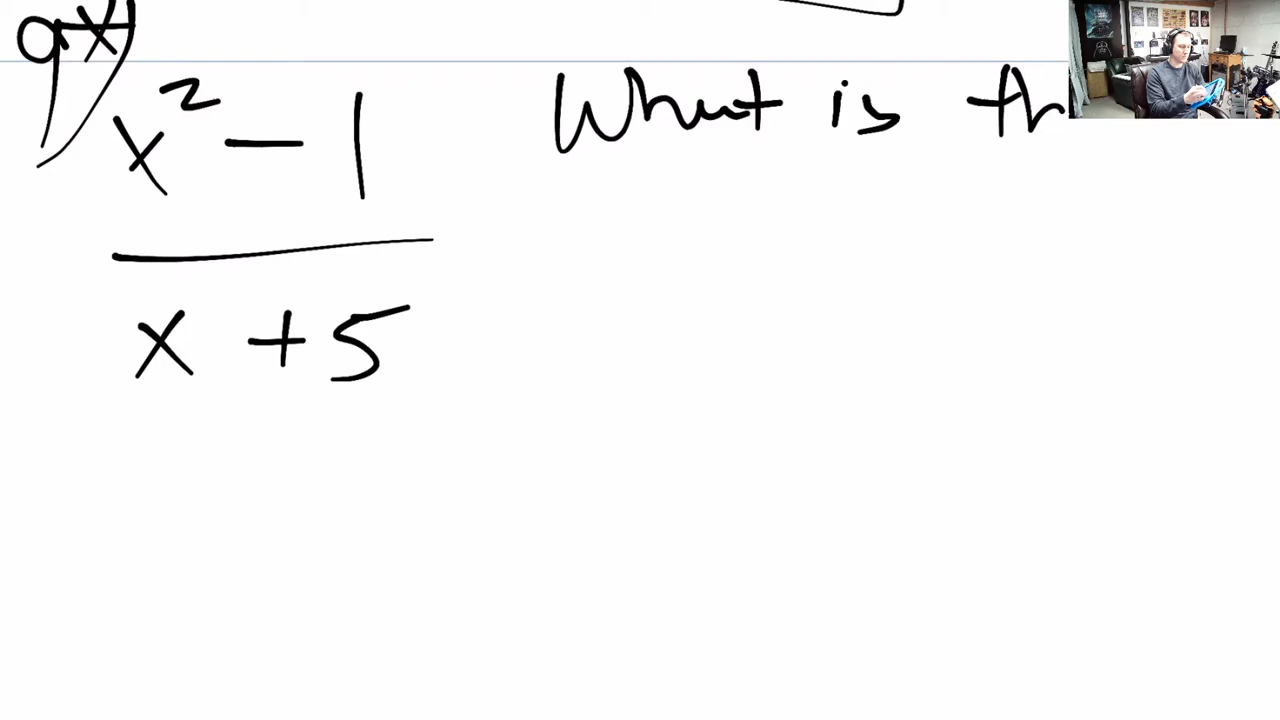 g(x)
x² - 1
x + 5
What is th